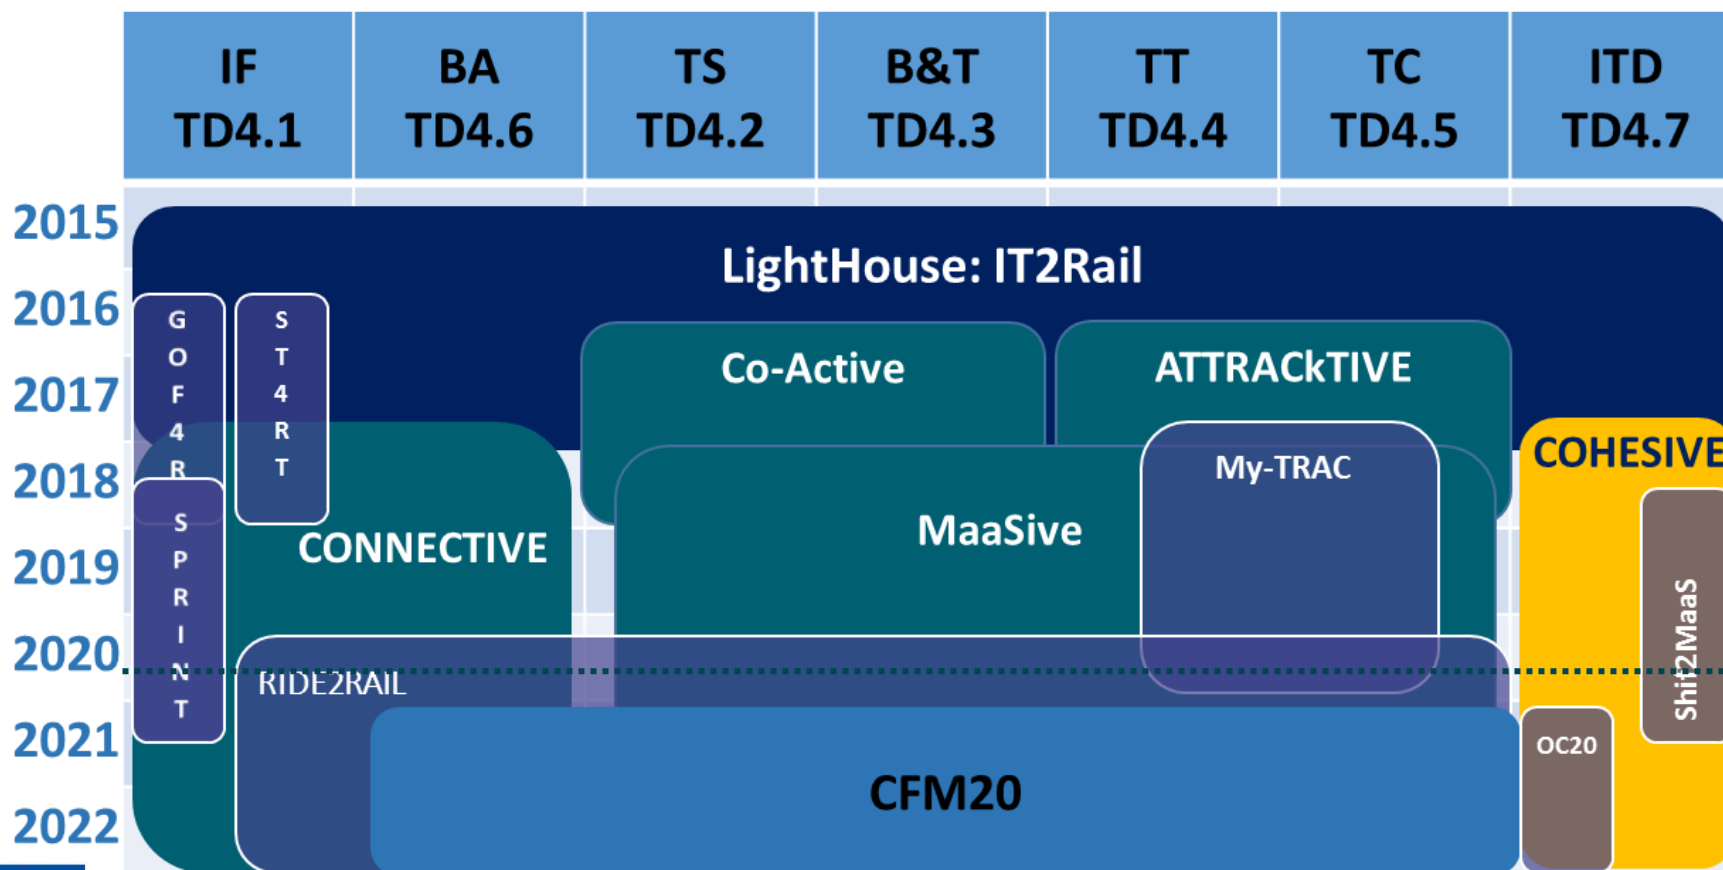 IF
TD4.1
BA
TD4.6
TS
TD4.2
B&T
TD4.3
TT
TD4.4
TC
TD4.5
ITD
TD4.7
2015
2016
2017
2018
2019
2020
2021
2022
LightHouse: IT2Rail
GOF4R
ST4RT
Co-Active
ATTRACkTIVE
My-TRAC
COHESIVE
SPRINT
CONNECTIVE
MaaSive
Shif2MaaS
RIDE2RAIL
OC20
CFM20